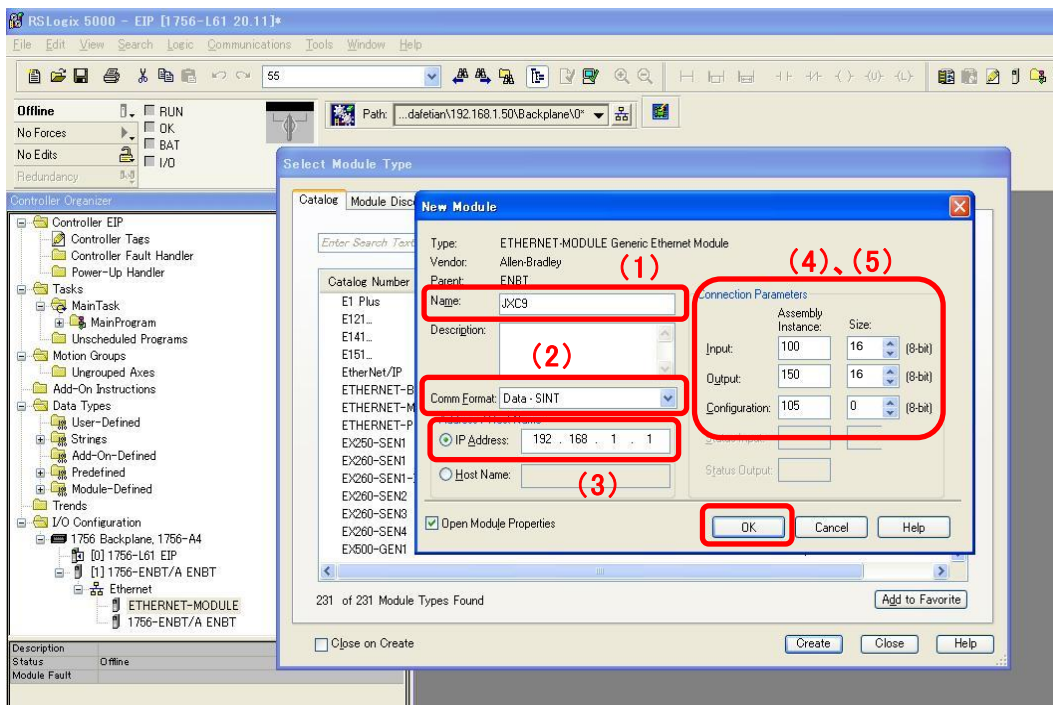 RSLogix 5000 - EIP [1756-L61 20.11]*
File Edit View Search Logic Communications Tools Window Help
55
Offline
RUN
No Forces
OK
No Edits
BAT
Redundancy
I/O
Path: ...dafetian\192.168.1.50\Backplane\0*
Controller Organizer
Controller EIP
Controller Tags
Controller Fault Handler
Power-Up Handler
Tasks
MainTask
MainProgram
Unscheduled Programs
Motion Groups
Ungrouped Axes
Add-On Instructions
Data Types
User-Defined
Strings
Add-On-Defined
Predefined
Module-Defined
Trends
I/O Configuration
1756 Backplane, 1756-A4
[0] 1756-L61 EIP
[1] 1756-ENBT/A ENBT
Ethernet
ETHERNET-MODULE
1756-ENBT/A ENBT
Description
Status Offline
Module Fault
Select Module Type
Catalog Module Disc
Enter Search Text
Catalog Number
E1 Plus
E121_
E141_
E151_
EtherNet/IP
ETHERNET-B
ETHERNET-M
ETHERNET-P
EX250-SEN1
EX260-SEN1
EX260-SEN1-
EX260-SEN2
EX260-SEN3
EX260-SEN4
EX500-GEN1
231 of 231 Module Types Found
Add to Favorite
Close on Create
Create Close Help
New Module
Type: ETHERNET-MODULE Generic Ethernet Module
Vendor: Allen-Bradley
Parent: ENBT
(1)
Name: JXC9
Description:
(2)
Comm Format: Data - SINT
Address / Host Name
IP Address: 192 . 168 . 1 . 1
Host Name:
(3)
(4)、(5)
Connection Parameters
Assembly Instance: Size:
Input: 100 16 (8-bit)
Output: 150 16 (8-bit)
Configuration: 105 0 (8-bit)
Status Input:
Status Output:
Open Module Properties
OK Cancel Help